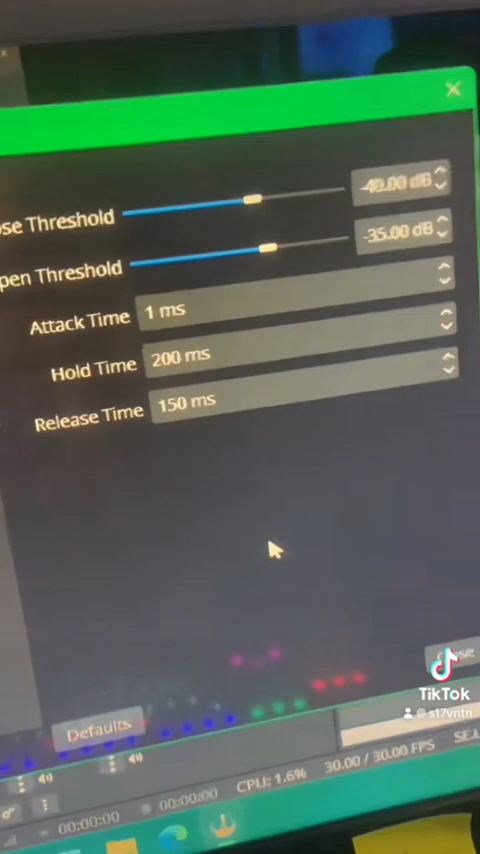 se Threshold
-40.00 dB
pen Threshold
-35.00 dB
Attack Time
1 ms
Hold Time
200 ms
Release Time
150 ms
TikTok
@s17vntn
Defaults
CPU: 1.6%
30.00 / 30.00 FPS
00:00:00
00:00:00